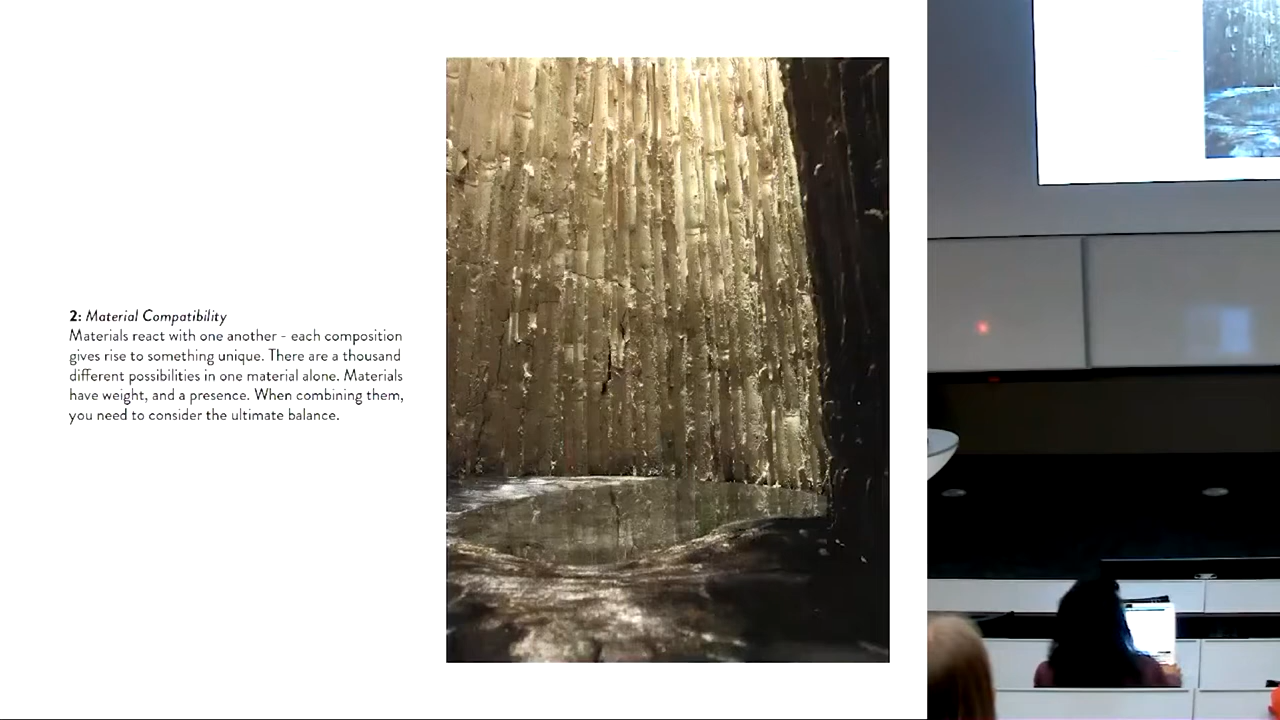 2: Material Compatibility
Materials react with one another - each composition
gives rise to something unique. There are a thousand
different possibilities in one material alone. Materials
have weight, and a presence. When combining them,
you need to consider the ultimate balance.